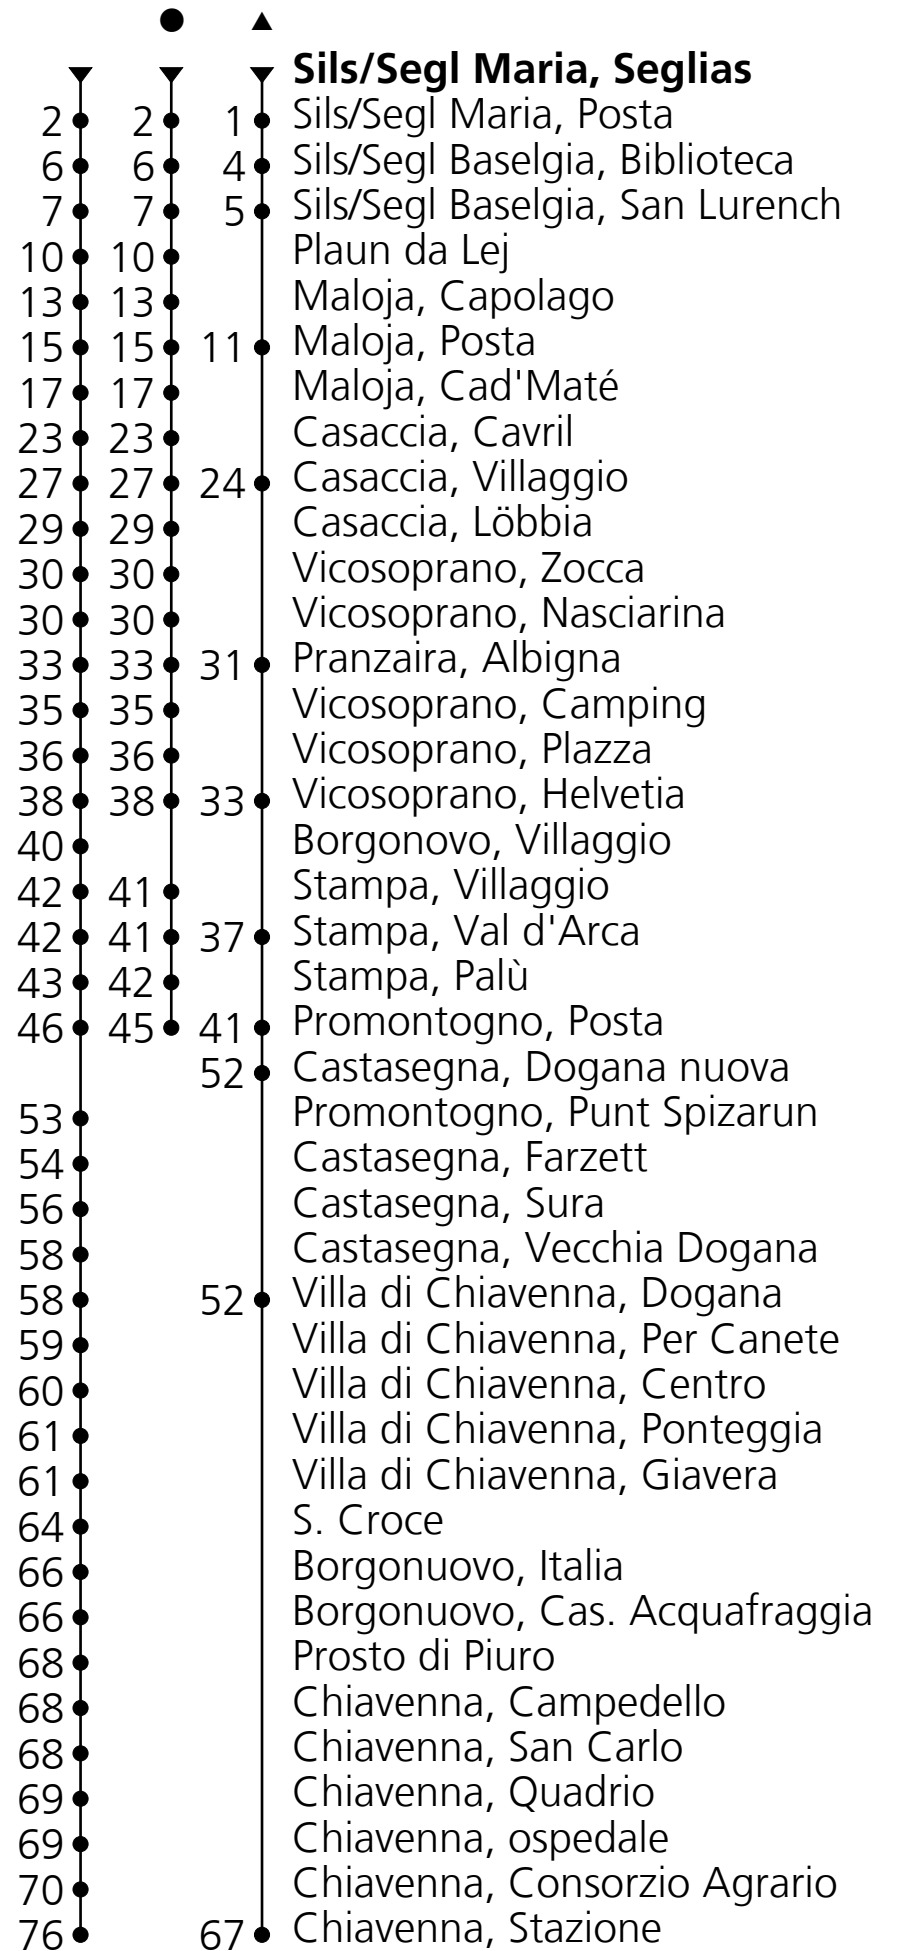 Sils/Segl Maria, Seglias
2 2 1 Sils/Segl Maria, Posta
6 6 4 Sils/Segl Baselgia, Biblioteca
7 7 5 Sils/Segl Baselgia, San Lurench
10 10 Plaun da Lej
13 13 Maloja, Capolago
15 15 11 Maloja, Posta
17 17 Maloja, Cad'Maté
23 23 Casaccia, Cavril
27 27 24 Casaccia, Villaggio
29 29 Casaccia, Löbbia
30 30 Vicosoprano, Zocca
30 30 Vicosoprano, Nasciarina
33 33 31 Pranzaira, Albigna
35 35 Vicosoprano, Camping
36 36 Vicosoprano, Plazza
38 38 33 Vicosoprano, Helvetia
40 Borgonovo, Villaggio
42 41 Stampa, Villaggio
42 41 37 Stampa, Val d'Arca
43 42 Stampa, Palù
46 45 41 Promontogno, Posta
52 Castasegna, Dogana nuova
53 Promontogno, Punt Spizarun
54 Castasegna, Farzett
56 Castasegna, Sura
58 Castasegna, Vecchia Dogana
58 52 Villa di Chiavenna, Dogana
59 Villa di Chiavenna, Per Canete
60 Villa di Chiavenna, Centro
61 Villa di Chiavenna, Ponteggia
61 Villa di Chiavenna, Giavera
64 S. Croce
66 Borgonuovo, Italia
66 Borgonuovo, Cas. Acquafraggia
68 Prosto di Piuro
68 Chiavenna, Campedello
68 Chiavenna, San Carlo
69 Chiavenna, Quadrio
69 Chiavenna, ospedale
70 Chiavenna, Consorzio Agrario
76 67 Chiavenna, Stazione